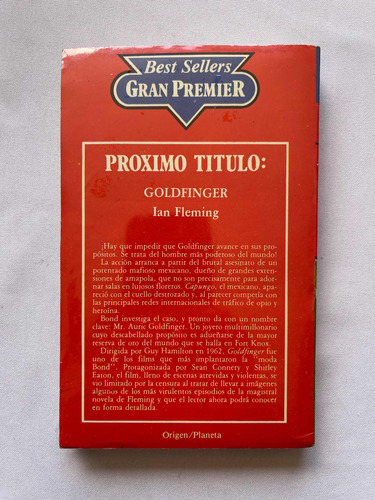 Best Sellers
GRAN PREMIER
PROXIMO TITULO:
GOLDFINGER
Ian Fleming
¡Hay que impedir que Goldfinger avance en sus pro-
pósitos. Se trata del hombre más poderoso del mundo!
La acción arranca a partir del brutal asesinato de un
potentado mafioso mexicano, dueño de grandes exten-
siones de amapola, que no son precisamente para ador-
nar salas en lujosos floreros. Capungo, el mexicano, apa-
reció con el cuello destrozado y, al parecer competía con
las principales redes internacionales de tráfico de opio y
heroína.
Bond investiga el caso, y pronto da con un nombre
clave: Mr. Auric Goldfinger. Un joyero multimillonario
cuyo descabellado propósito es adueñarse de la mayor
reserva de oro del mundo que se halla en Fort Knox.
Dirigida por Guy Hamilton en 1962, Goldfinger fue
uno de los films que más implantaron la "moda
Bond". Protagonizada por Sean Connery y Shirley
Eaton, el film, lleno de escenas atrevidas y violentas, se
vio limitado por la censura al tratar de llevar a imágenes
algunos de los más virulentos episodios de la magistral
novela de Fleming y que el lector ahora podrá conocer
en forma detallada.
Origen/Planeta